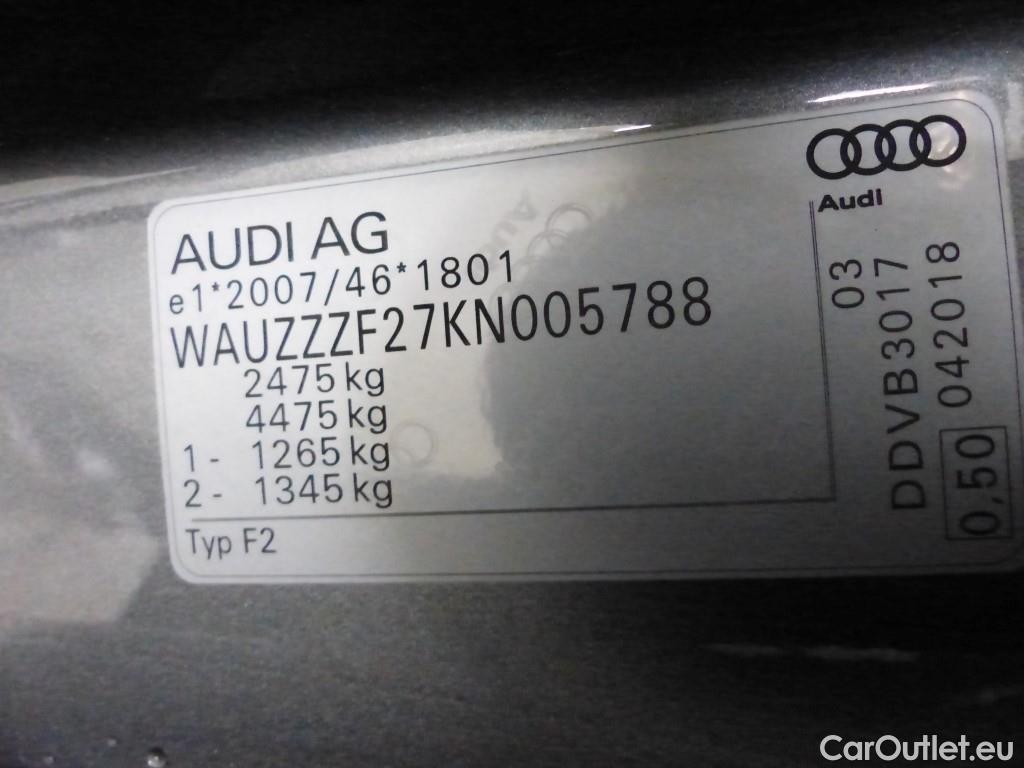 AUDI AG
e1*2007/46*1801
WAUZZZF27KN005788
2475 kg
4475 kg
1 - 1265 kg
2 - 1345 kg
Typ F2
Audi
03
DDVB3017
042018
0,50
CarOutlet.eu